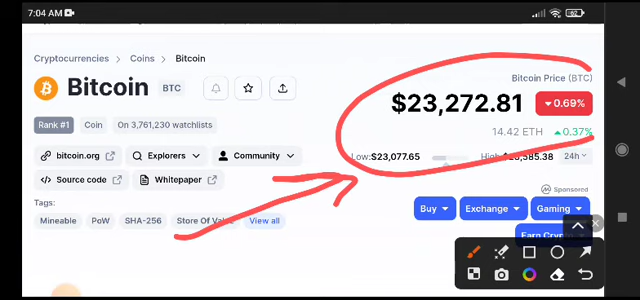 7:04 AM
62
Cryptocurrencies > Coins > Bitcoin
Bitcoin BTC
Bitcoin Price (BTC)
$23,272.81 0.69%
14.42 ETH 0.37%
Low:$23,077.65 24h
Rank #1 Coin On 3,761,230 watchlists
bitcoin.org Explorers Community
Source code Whitepaper
Sponsored
Tags:
Mineable PoW SHA-256 Store Of Value View all
Buy Exchange Gaming